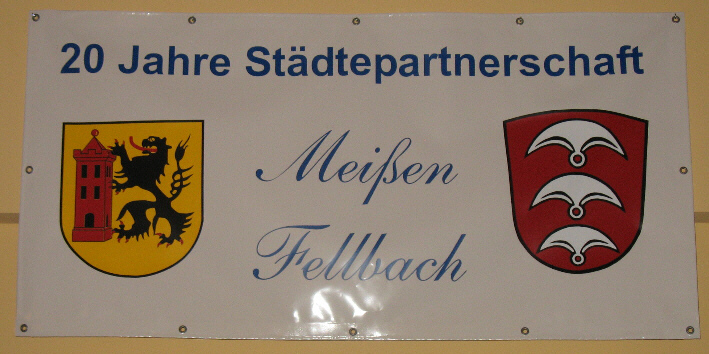 20 Jahre Städtepartnerschaft
Meißen
Fellbach